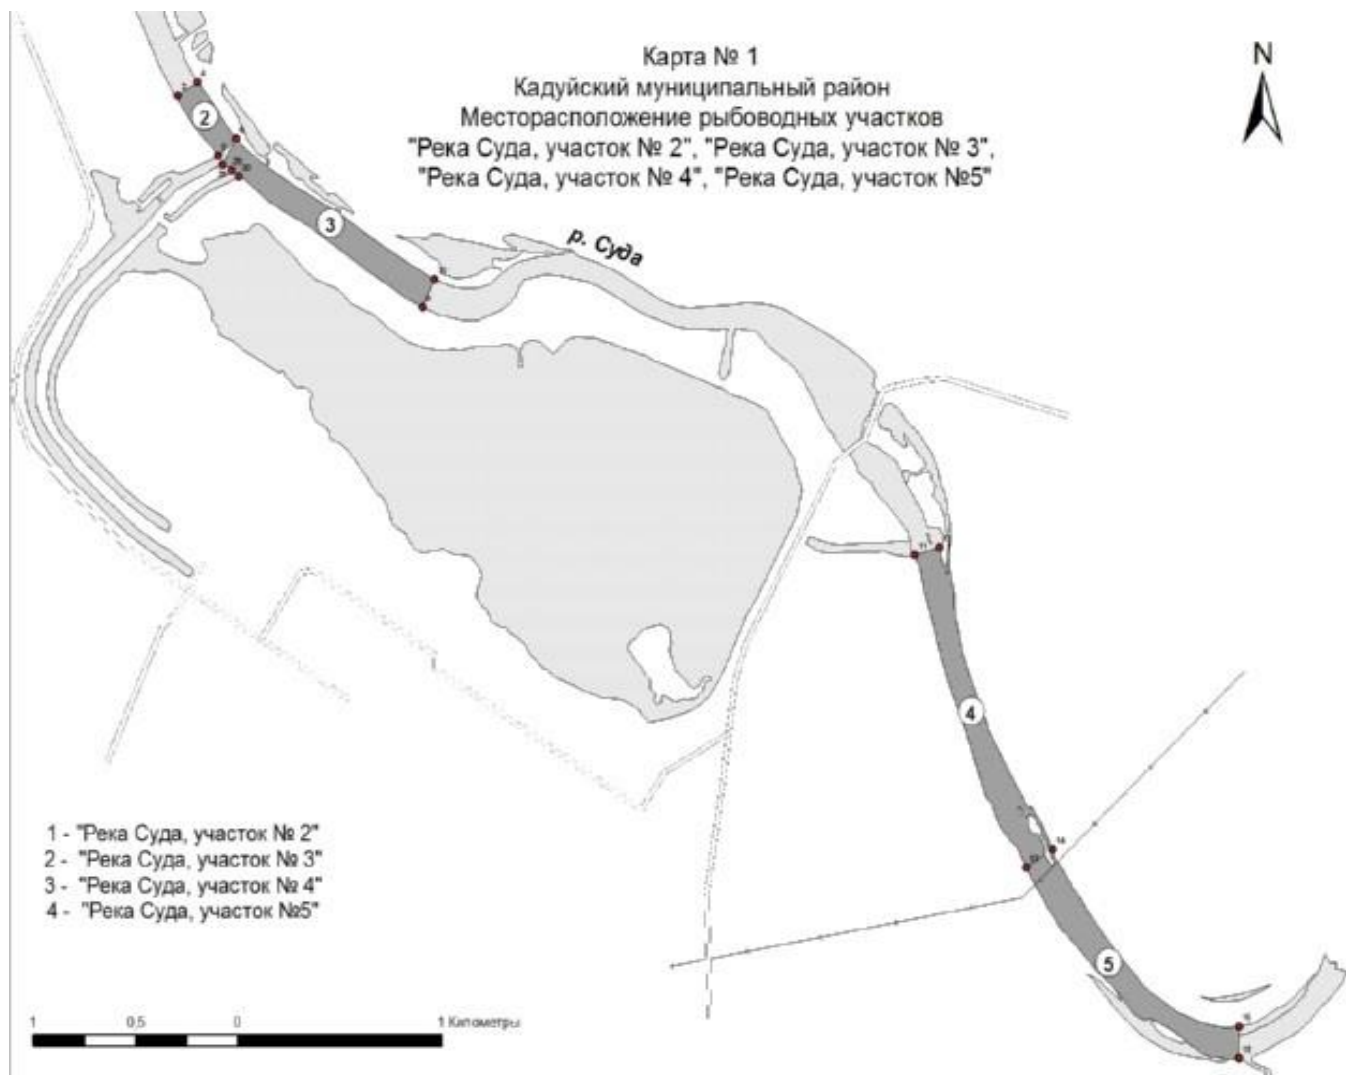 Карта № 1
N
Кадуйский муниципальный район
Месторасположение рыбоводных участков
"Река Суда, участок № 2", "Река Суда, участок № 3",
"Река Суда, участок № 4", "Река Суда, участок №5"
2
3
р. Суда
4
5
1 - "Река Суда, участок № 2"
2 - "Река Суда, участок № 3"
3 - "Река Суда, участок № 4"
4 - "Река Суда, участок №5"
1 0,5 0 1 Километры